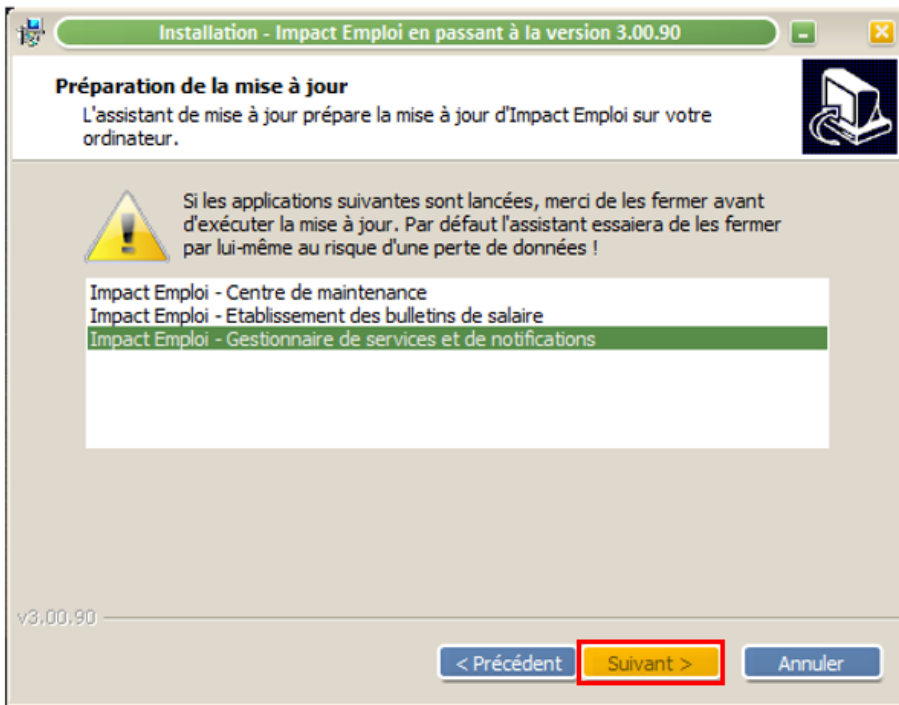 Installation - Impact Emploi en passant à la version 3.00.90
Préparation de la mise à jour
L'assistant de mise à jour prépare la mise à jour d'Impact Emploi sur votre
ordinateur.
Si les applications suivantes sont lancées, merci de les fermer avant
d'exécuter la mise à jour. Par défaut l'assistant essaiera de les fermer
par lui-même au risque d'une perte de données !
Impact Emploi - Centre de maintenance
Impact Emploi - Etablissement des bulletins de salaire
Impact Emploi - Gestionnaire de services et de notifications
v3.00.90
< Précédent Suivant > Annuler